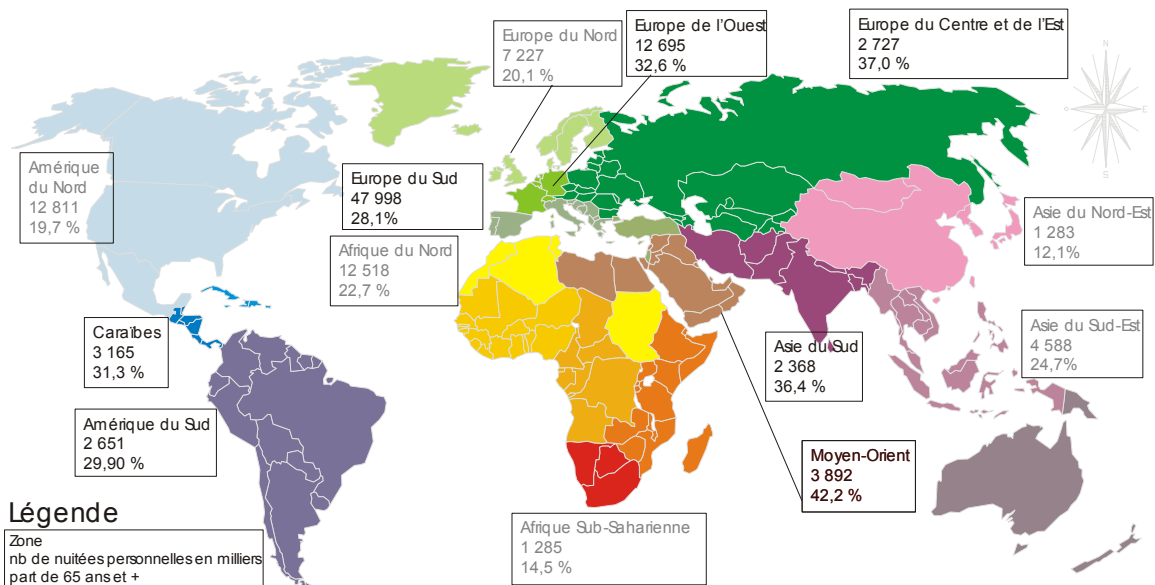 Europe du Nord
7 227
20,1 %
Europe de l'Ouest
12 695
32,6 %
Europe du Centre et de l'Est
2 727
37,0 %
N
E
S
Amérique
du Nord
12 811
19,7 %
Europe du Sud
47 998
28,1%
Afrique du Nord
12 518
22,7 %
Asie du Nord-Est
1 283
12,1%
Caraïbes
3 165
31,3 %
Asie du Sud
2 368
36,4 %
Asie du Sud-Est
4 588
24,7%
Amérique du Sud
2 651
29,90 %
Moyen-Orient
3 892
42,2 %
Afrique Sub-Saharienne
1 285
14,5 %
Légende
Zone
nb de nuitées personnelles en milliers
part de 65 ans et +